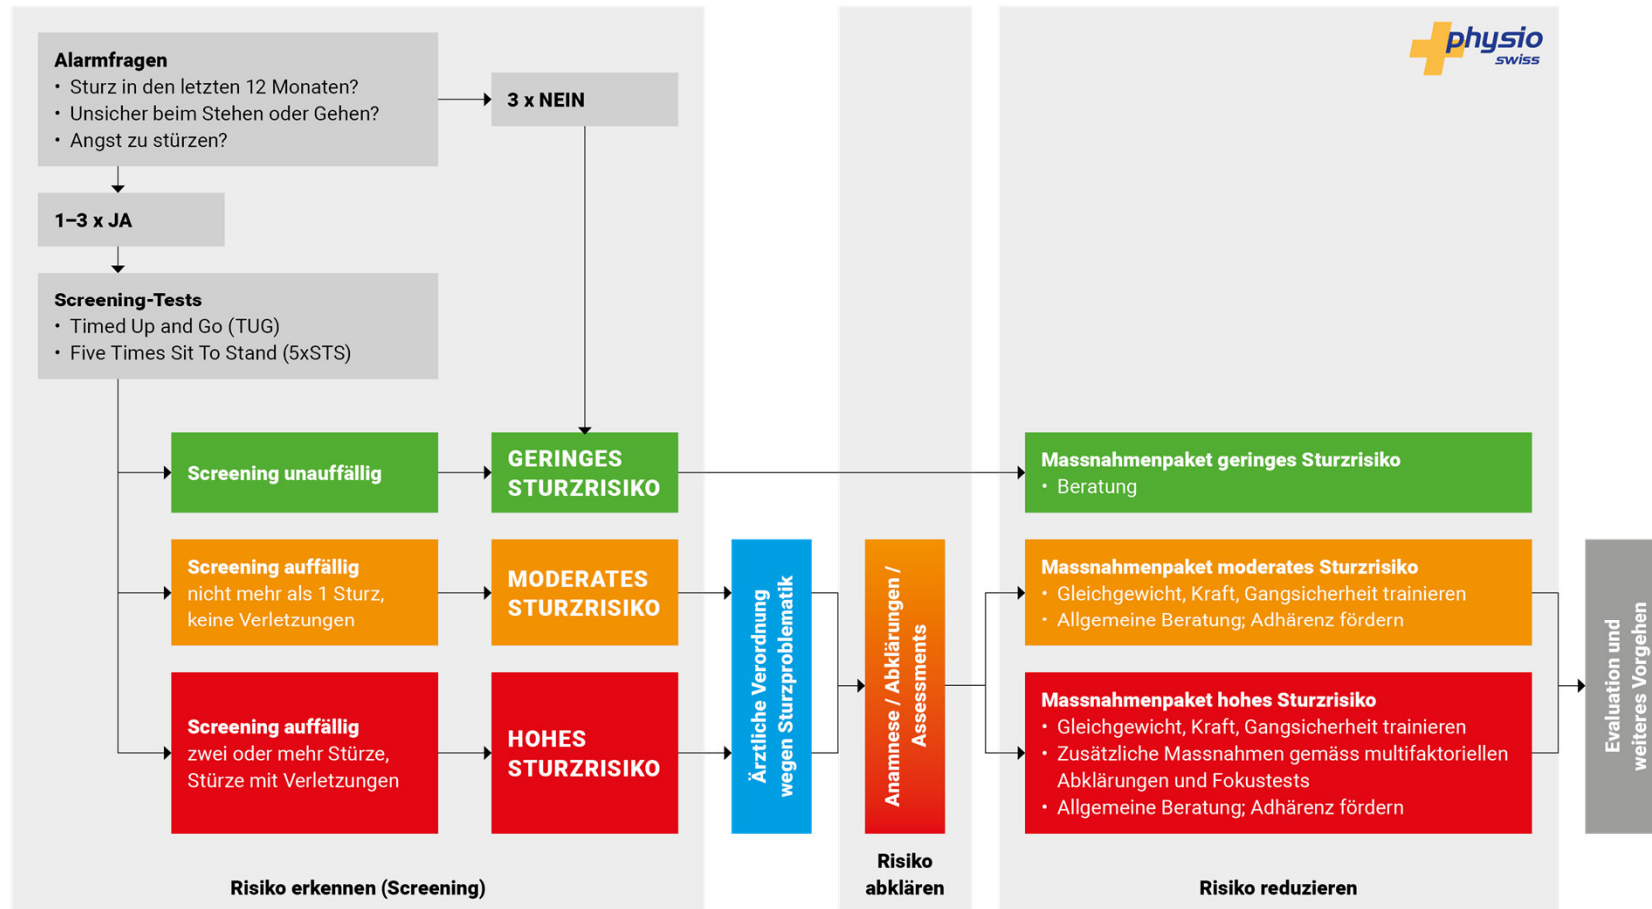 physio
swiss
Alarmfragen
• Sturz in den letzten 12 Monaten?
• Unsicher beim Stehen oder Gehen?
• Angst zu stürzen?
3 x NEIN
1–3 x JA
Screening-Tests
• Timed Up and Go (TUG)
• Five Times Sit To Stand (5xSTS)
Screening unauffällig
GERINGES
STURZRISIKO
Massnahmenpaket geringes Sturzrisiko
• Beratung
Screening auffällig
nicht mehr als 1 Sturz,
keine Verletzungen
MODERATES
STURZRISIKO
Screening auffällig
zwei oder mehr Stürze,
Stürze mit Verletzungen
HOHES
STURZRISIKO
Ärztliche Verordnung
wegen Sturzproblematik
Anamnese / Abklärungen /
Assessments
Massnahmenpaket moderates Sturzrisiko
• Gleichgewicht, Kraft, Gangsicherheit trainieren
• Allgemeine Beratung; Adhärenz fördern
Massnahmenpaket hohes Sturzrisiko
• Gleichgewicht, Kraft, Gangsicherheit trainieren
• Zusätzliche Massnahmen gemäss multifaktoriellen
Abklärungen und Fokustests
• Allgemeine Beratung; Adhärenz fördern
Evaluation und
weiteres Vorgehen
Risiko erkennen (Screening)
Risiko
abklären
Risiko reduzieren